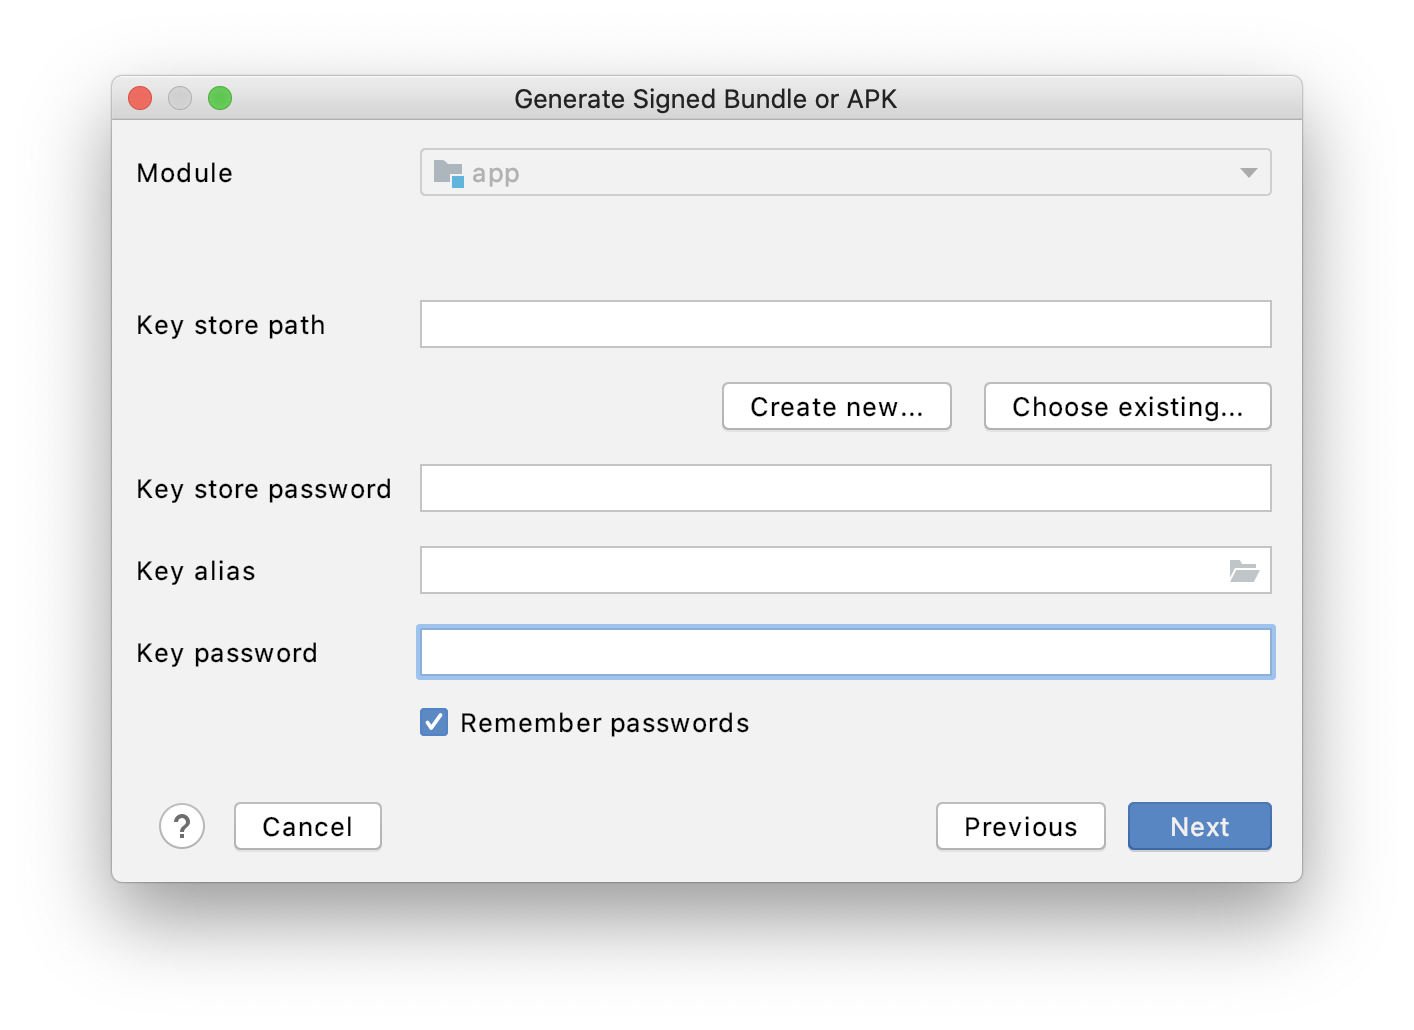 Generate Signed Bundle or APK
Module
app
Key store path
Create new...
Choose existing...
Key store password
Key alias
Key password
Remember passwords
?
Cancel
Previous
Next